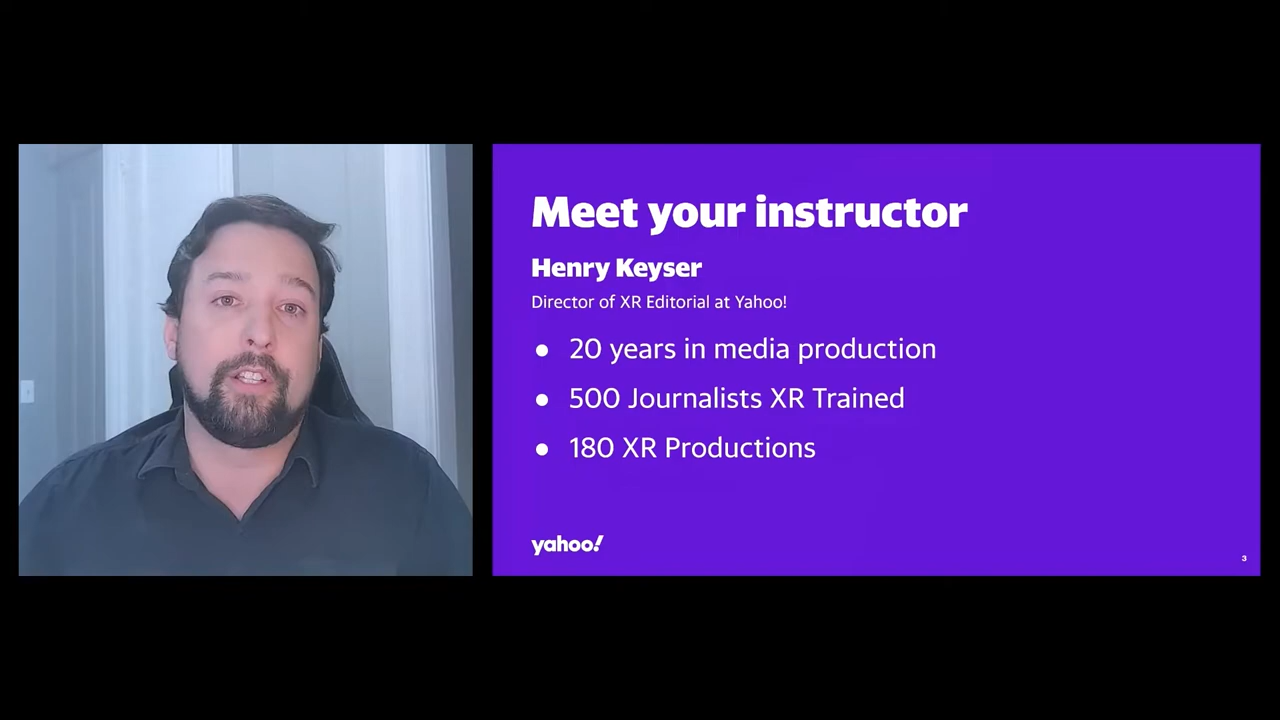 Meet your instructor
Henry Keyser
Director of XR Editorial at Yahoo!
● 20 years in media production
● 500 Journalists XR Trained
● 180 XR Productions
yahoo!
3